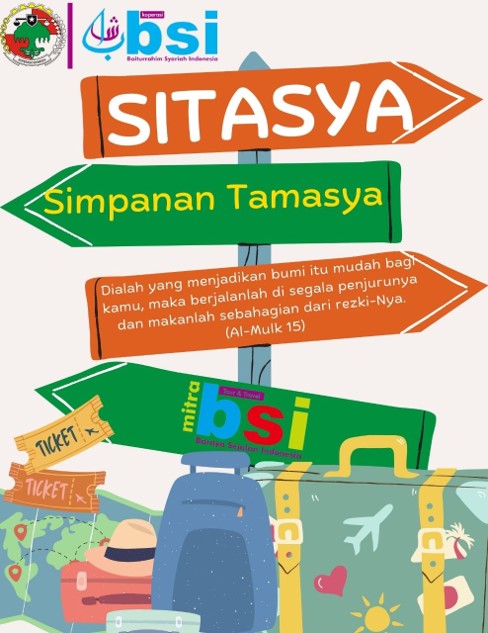 koperasi
bsi
Baiturrahim Syariah Indonesia
SITASYA
Simpanan Tamasya
Dialah yang menjadikan bumi itu mudah bagi
kamu, maka berjalanlah di segala penjurunya
dan makanlah sebahagian dari rezki-Nya.
(Al-Mulk 15)
mitra
Tour & Travel
bsi
Baraya Syariah Indonesia
TICKET
TICKET